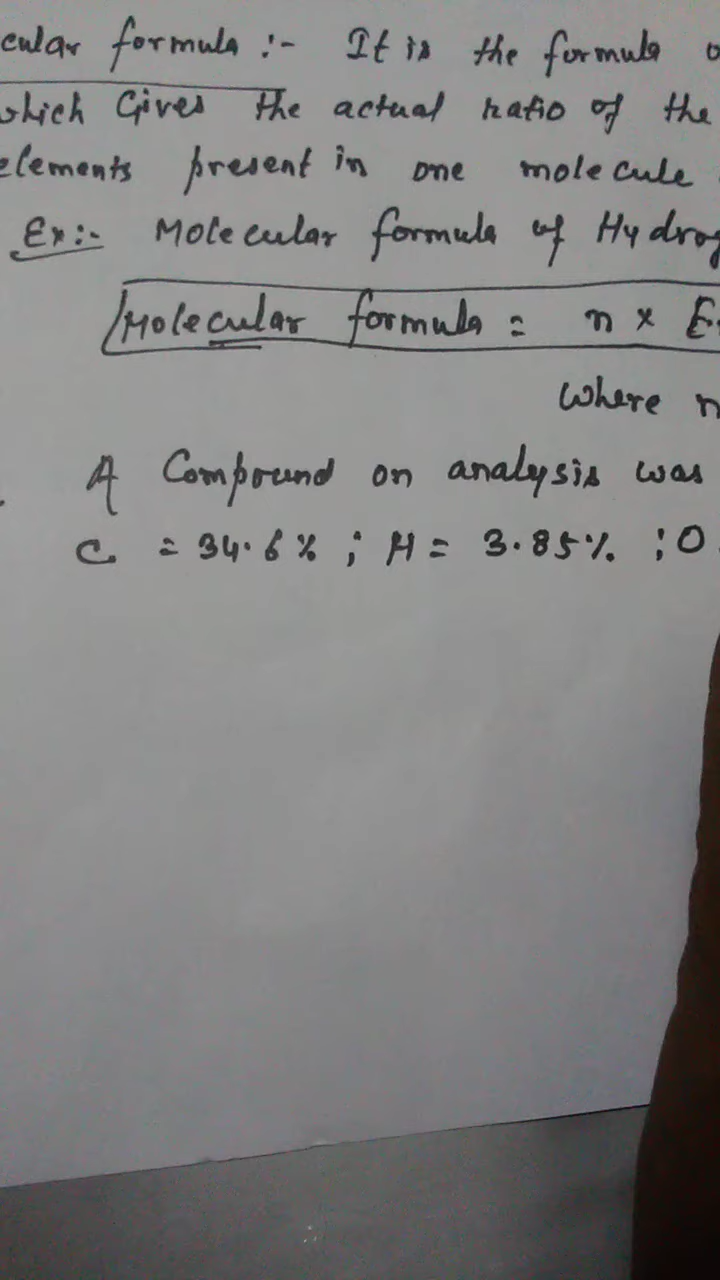 cular formula :- It is the formula o
which Gives the actual ratio of the
elements present in one molecule
Ex:- Molecular formula of Hydrog
Molecular formula = n × E
where n
A Compound on analysis was
C = 34.6% ; H = 3.85% ; O